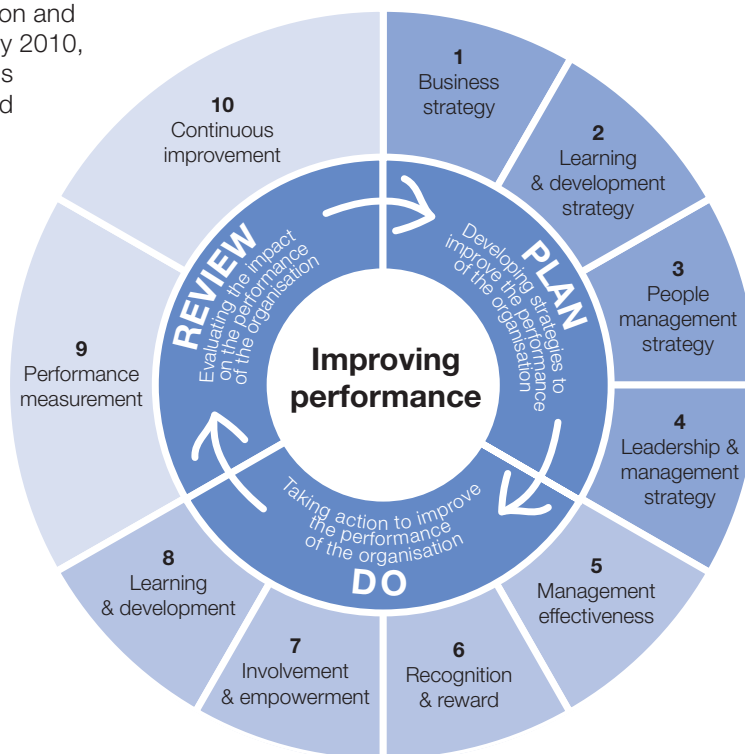 on and
y 2010,
s
d
1
Business
strategy
2
Learning
& development
strategy
3
People
management
strategy
4
Leadership &
management
strategy
5
Management
effectiveness
6
Recognition
& reward
7
Involvement
& empowerment
8
Learning
& development
9
Performance
measurement
10
Continuous
improvement
PLAN
Developing strategies to
improve the performance
of the organisation
DO
Taking action to improve
the performance
of the organisation
REVIEW
Evaluating the impact
on the performance
of the organisation
Improving
performance